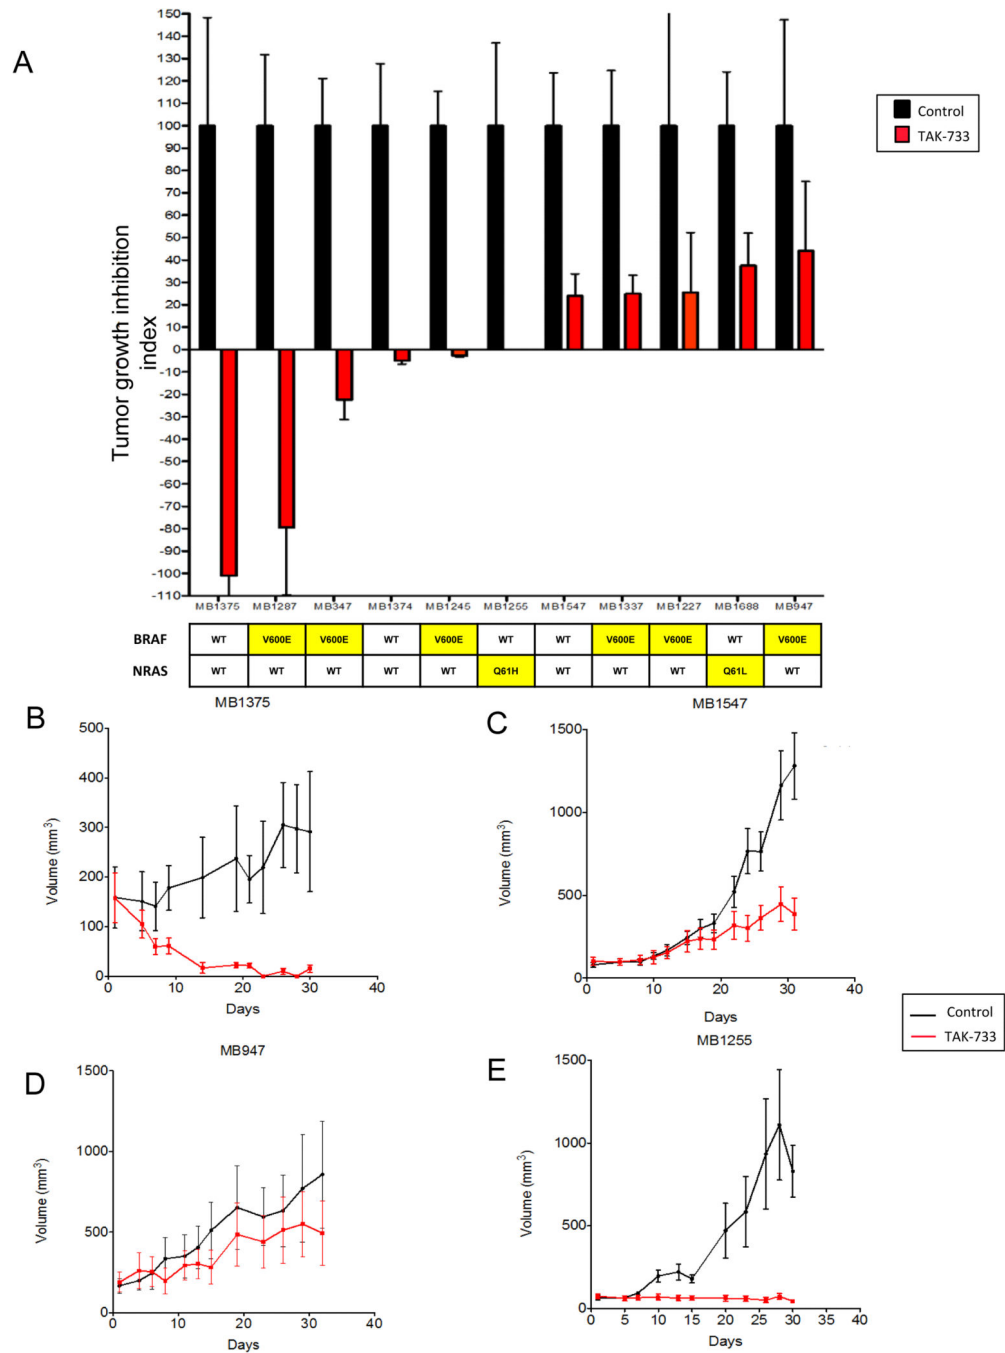 A
Control
TAK-733
Tumor growth inhibition
index
150
140
130
120
110
100
90
80
70
60
50
40
30
20
10
0
-10
-20
-30
-40
-50
-60
-70
-80
-90
-100
-110
MB1375 MB1287 MB347 MB1374 MB1245 MB1255 MB1547 MB1337 MB1227 MB1688 MB947
BRAF WT V600E V600E WT V600E WT WT V600E V600E WT V600E
NRAS WT WT WT WT WT Q61H WT WT WT Q61L WT
B
MB1375
500
400
300
200
100
0
Volume (mm³)
0 10 20 30 40
Days
C
MB1547
1500
1000
500
0
Volume (mm³)
0 10 20 30 40
Days
Control
TAK-733
D
MB947
1500
1000
500
0
Volume (mm³)
0 10 20 30 40
Days
E
MB1255
1500
1000
500
0
Volume (mm³)
0 5 10 15 20 25 30 35 40
Days